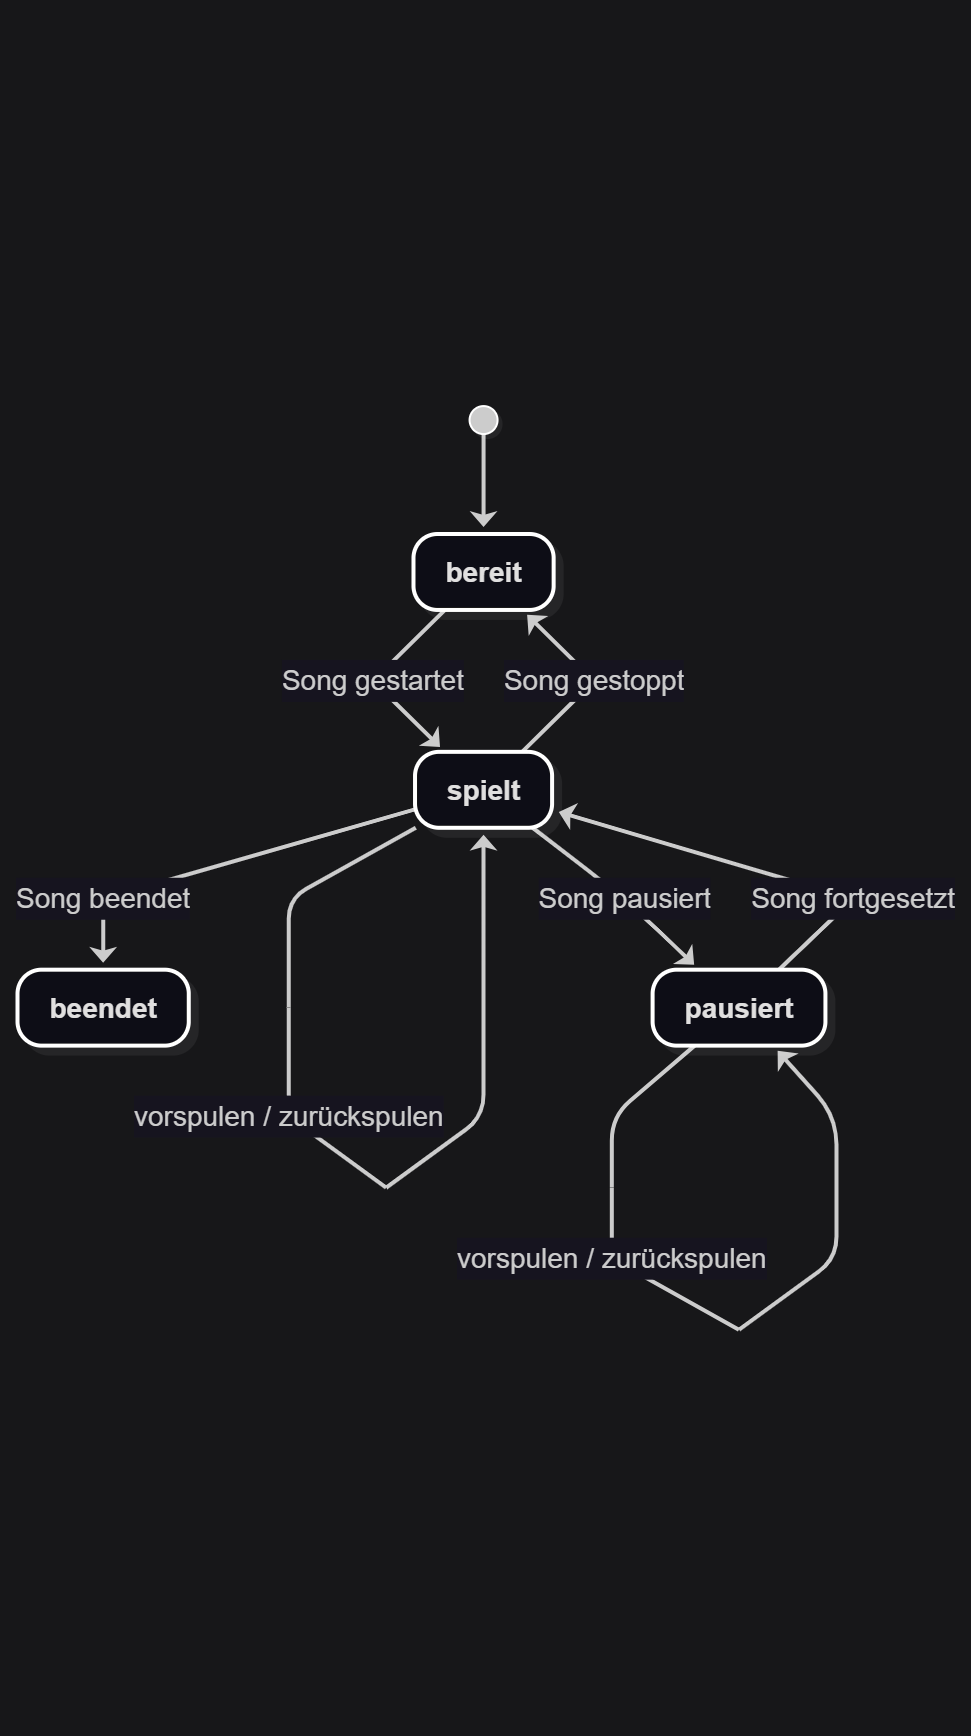 bereit
Song gestartet
Song gestoppt
spielt
Song beendet
Song pausiert
Song fortgesetzt
beendet
pausiert
vorspulen / zurückspulen
vorspulen / zurückspulen